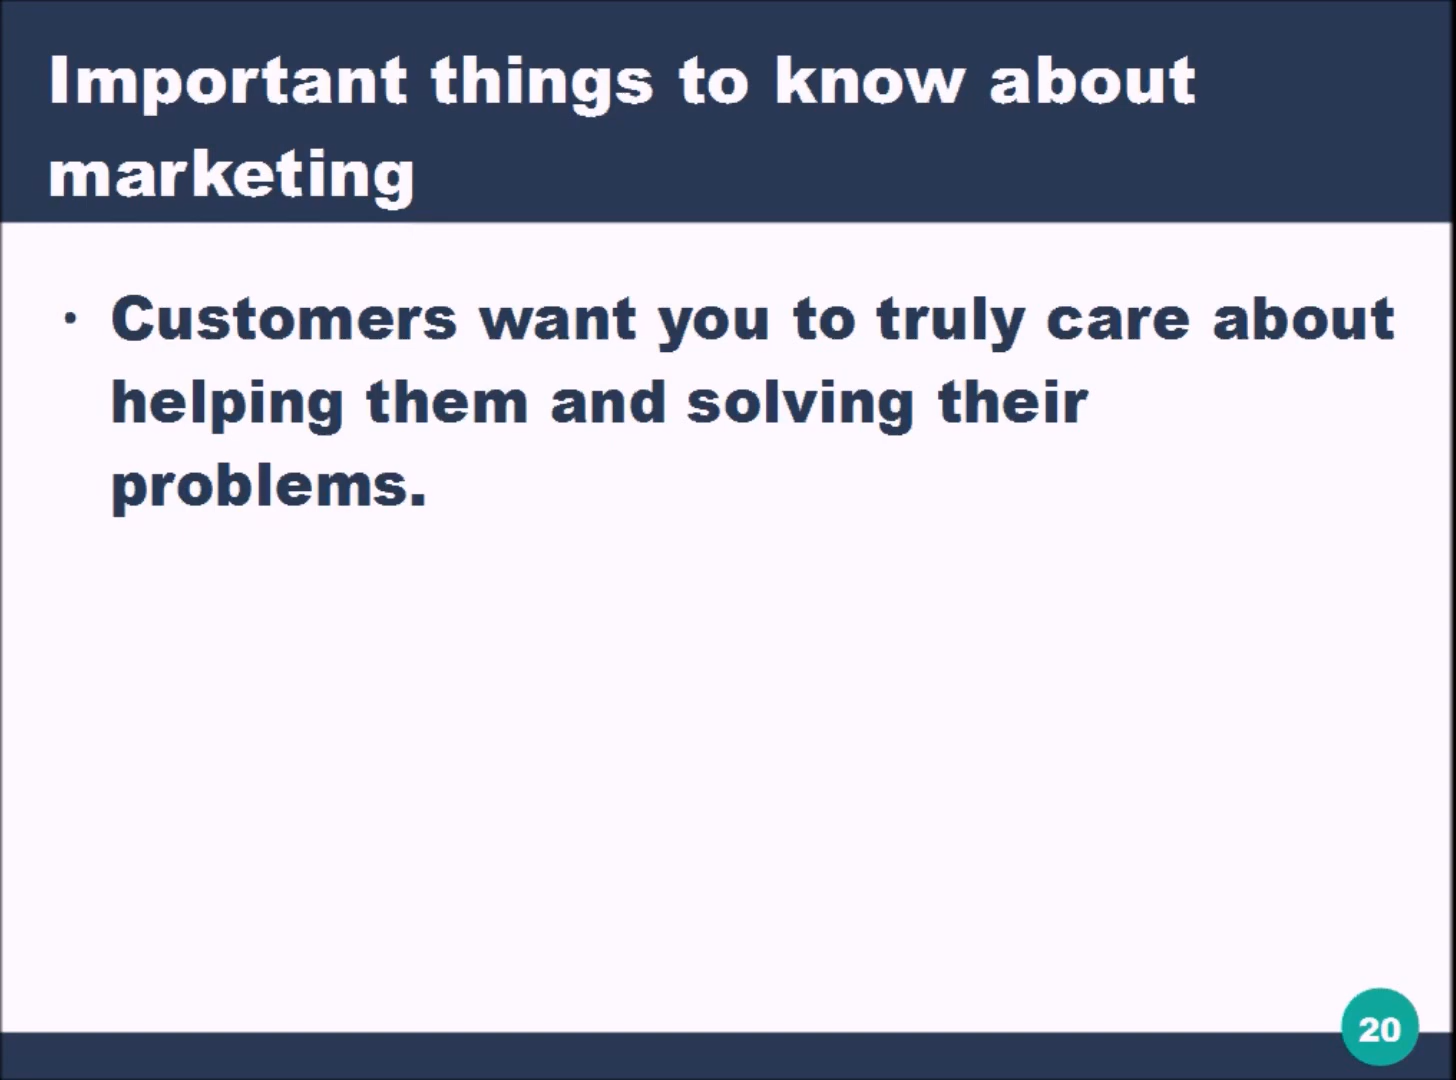 Important things to know about
marketing
• Customers want you to truly care about
helping them and solving their
problems.
20